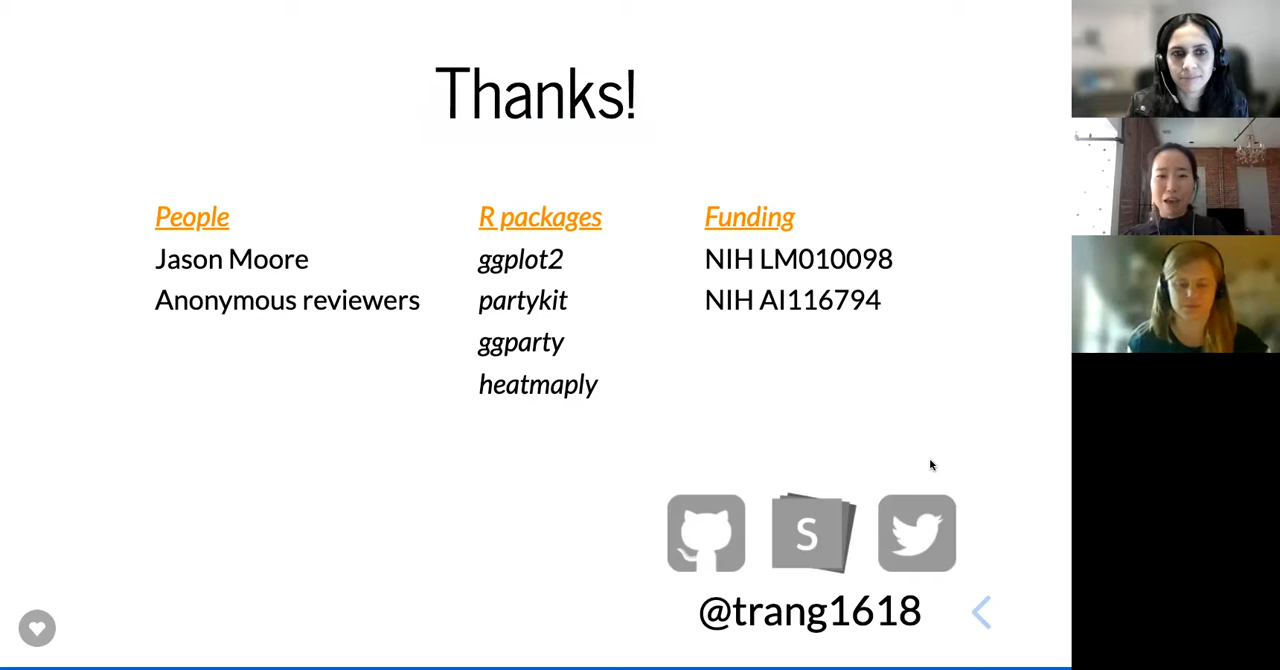 Thanks!
People
Jason Moore
Anonymous reviewers
R packages
ggplot2
partykit
ggparty
heatmaply
Funding
NIH LM010098
NIH AI116794
S
@trang1618